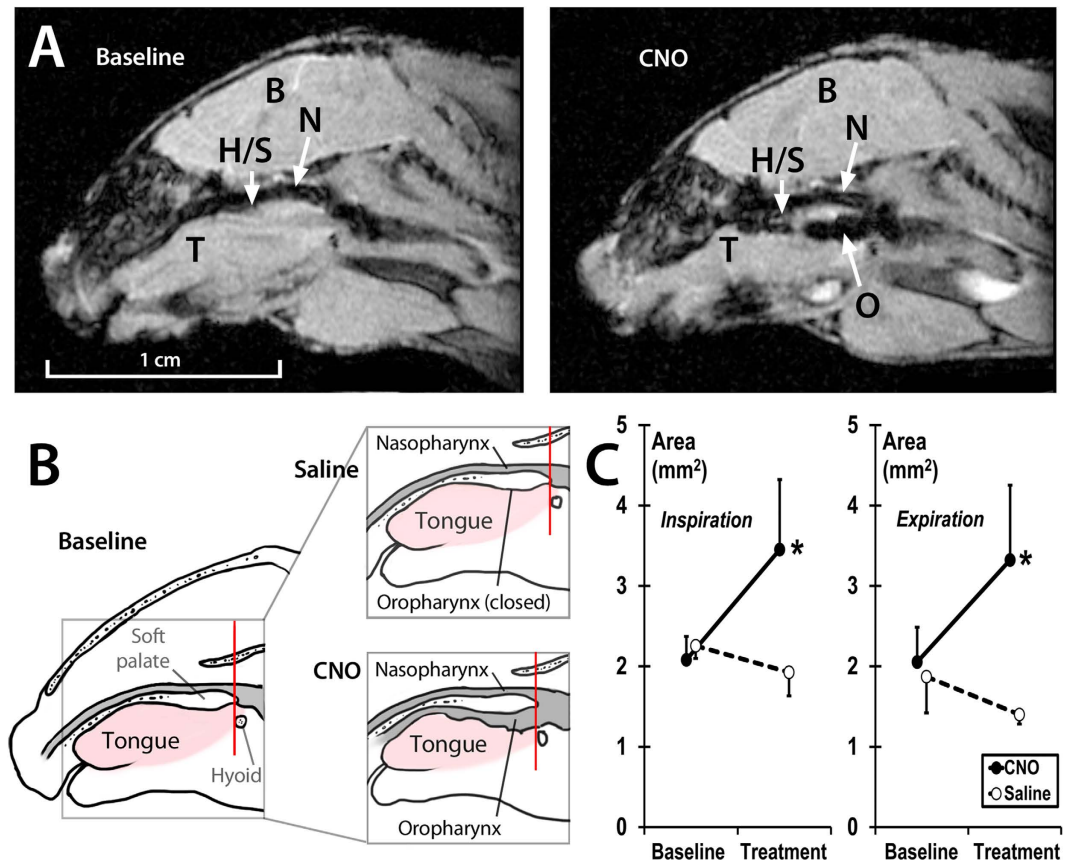 A
Baseline
B
N
H/S
T
1 cm
CNO
B
N
H/S
T
O
B
Baseline
Soft
palate
Tongue
Hyoid
Saline
Nasopharynx
Tongue
Oropharynx (closed)
CNO
Nasopharynx
Tongue
Oropharynx
C
5
4
3
2
1
0
Area
(mm²)
Inspiration
*
Baseline Treatment
5
4
3
2
1
0
Area
(mm²)
Expiration
*
CNO
Saline
Baseline Treatment